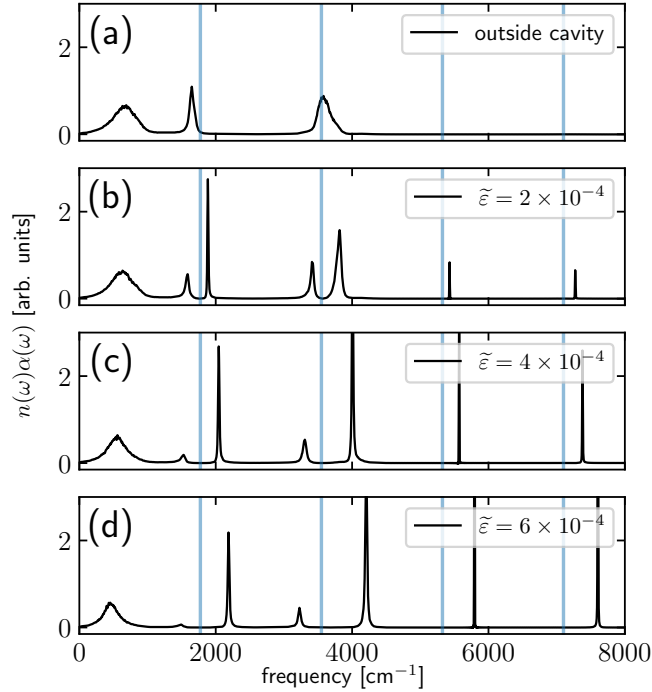 (a)
outside cavity
2
0
(b)
ε̃ = 2 × 10⁻⁴
2
0
n(ω)α(ω) [arb. units]
(c)
ε̃ = 4 × 10⁻⁴
2
0
(d)
ε̃ = 6 × 10⁻⁴
2
0
0 2000 4000 6000 8000
frequency [cm⁻¹]